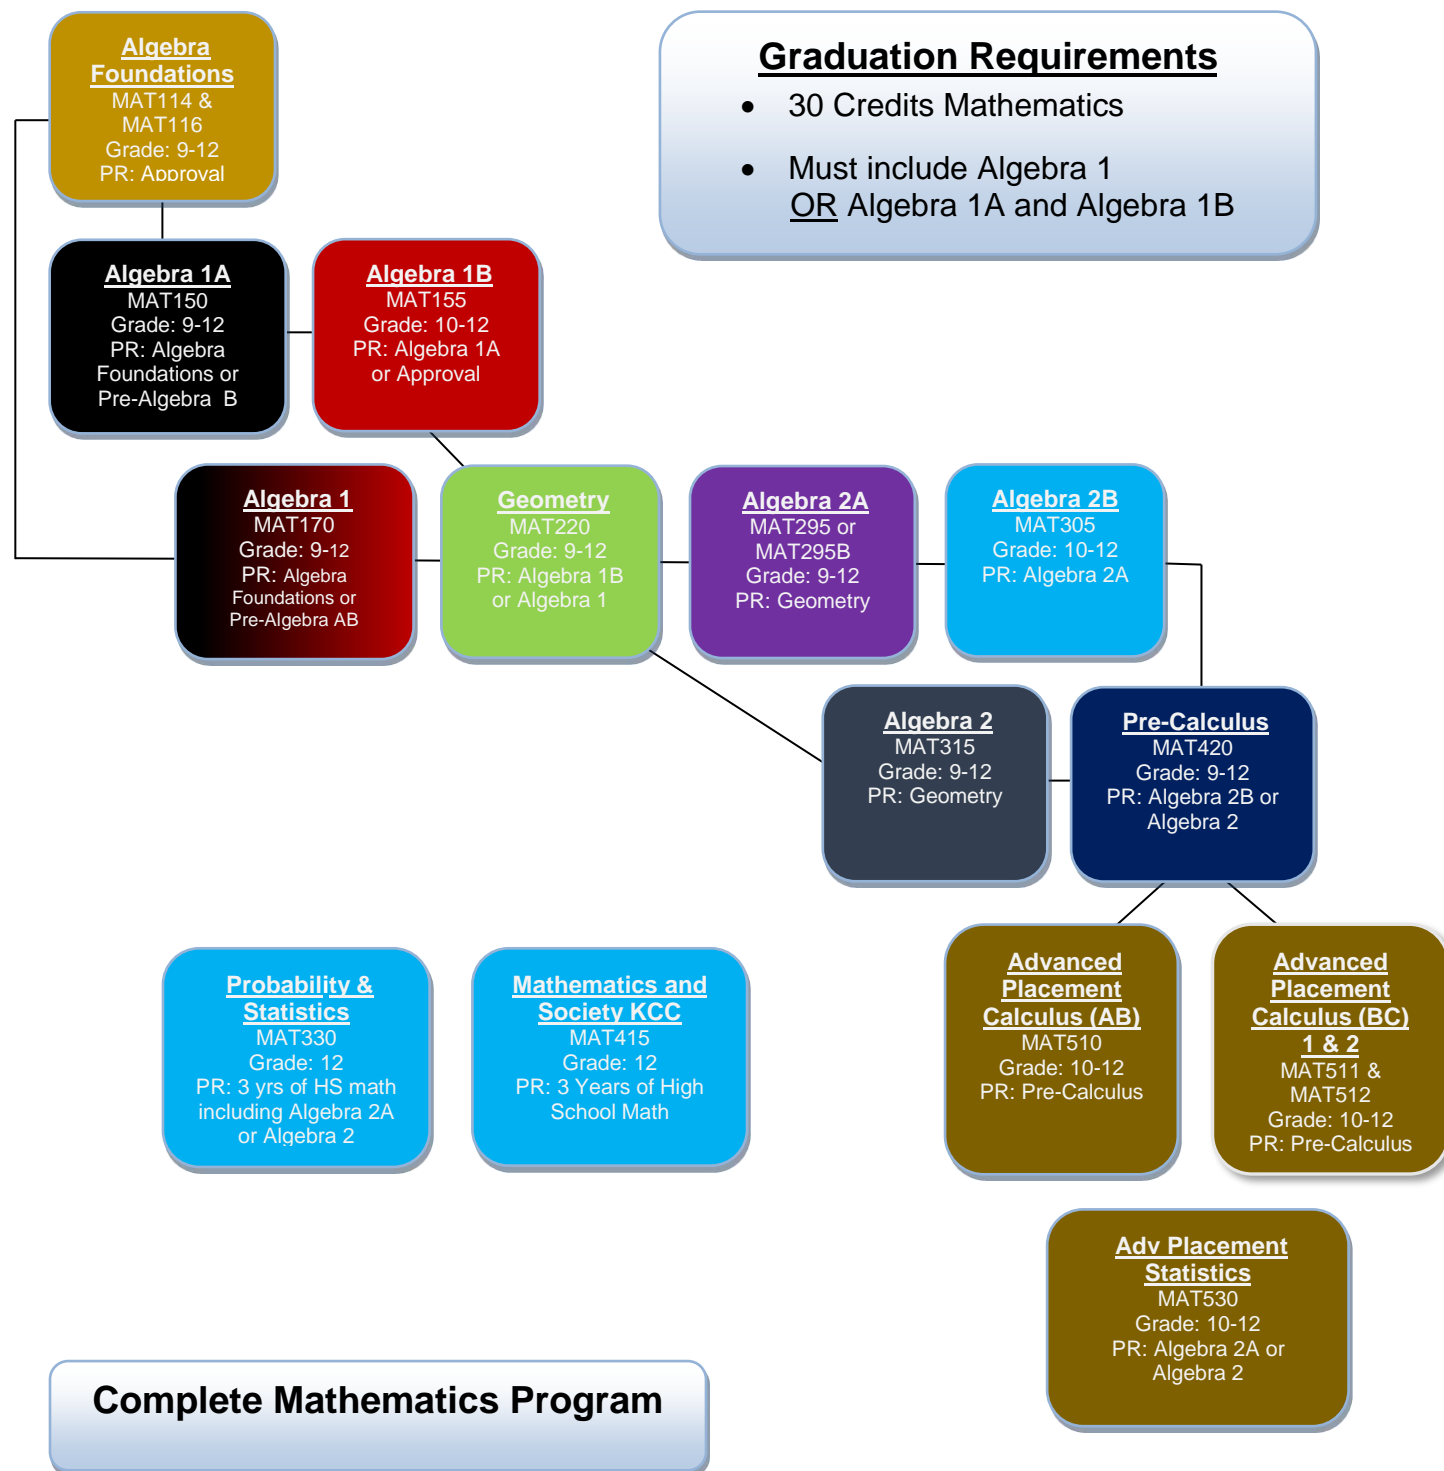 Algebra
Foundations
MAT114 &
MAT116
Grade: 9-12
PR: Approval
Graduation Requirements
• 30 Credits Mathematics
• Must include Algebra 1
OR Algebra 1A and Algebra 1B
Algebra 1A
MAT150
Grade: 9-12
PR: Algebra
Foundations or
Pre-Algebra B
Algebra 1B
MAT155
Grade: 10-12
PR: Algebra 1A
or Approval
Algebra 1
MAT170
Grade: 9-12
PR: Algebra
Foundations or
Pre-Algebra AB
Geometry
MAT220
Grade: 9-12
PR: Algebra 1B
or Algebra 1
Algebra 2A
MAT295 or
MAT295B
Grade: 9-12
PR: Geometry
Algebra 2B
MAT305
Grade: 10-12
PR: Algebra 2A
Algebra 2
MAT315
Grade: 9-12
PR: Geometry
Pre-Calculus
MAT420
Grade: 9-12
PR: Algebra 2B or
Algebra 2
Probability &
Statistics
MAT330
Grade: 12
PR: 3 yrs of HS math
including Algebra 2A
or Algebra 2
Mathematics and
Society KCC
MAT415
Grade: 12
PR: 3 Years of High
School Math
Advanced
Placement
Calculus (AB)
MAT510
Grade: 10-12
PR: Pre-Calculus
Advanced
Placement
Calculus (BC)
1 & 2
MAT511 &
MAT512
Grade: 10-12
PR: Pre-Calculus
Adv Placement
Statistics
MAT530
Grade: 10-12
PR: Algebra 2A or
Algebra 2
Complete Mathematics Program